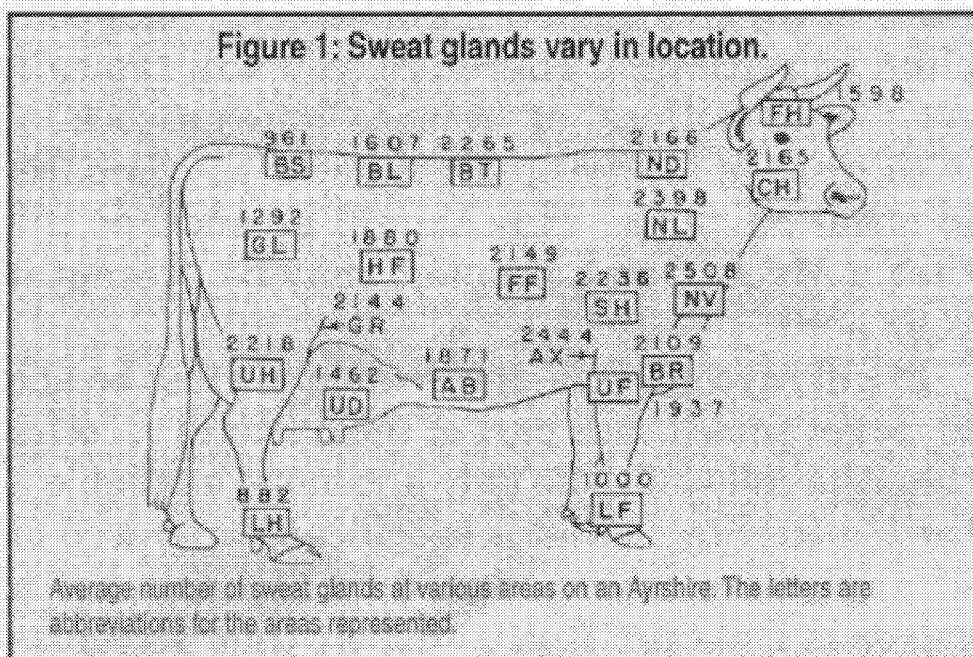 Figure 1: Sweat glands vary in location.
1598
FH
961
BS
1607
BL
2265
BT
2166
ND
2165
CH
2398
NL
1292
GL
1880
HF
2149
FF
2236
SH
2508
NV
2144
GR
2444
AX
2218
UH
1462
UD
1871
AB
UF
2109
BR
1937
882
LH
1000
LF
Average number of sweat glands at various areas on an Ayrshire. The letters are
abbreviations for the areas represented.